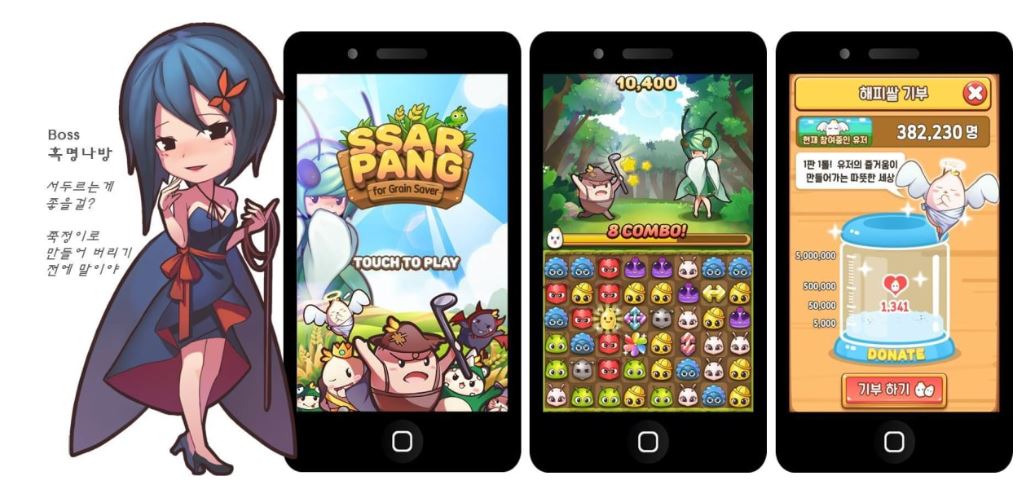 Boss
흑명나방
서두르는게
좋을걸?
쭉정이로
만들어 버리기
전에 말이야
SSAR
PANG
for Grain Saver
TOUCH TO PLAY
10,400
8 COMBO!
해피쌀 기부
현재 참여중인 유저
382,230 명
1판 1톨! 유저의 즐거움이
만들어가는 따뜻한 세상
5,000,000
500,000
50,000
5,000
1,341
DONATE
기부 하기